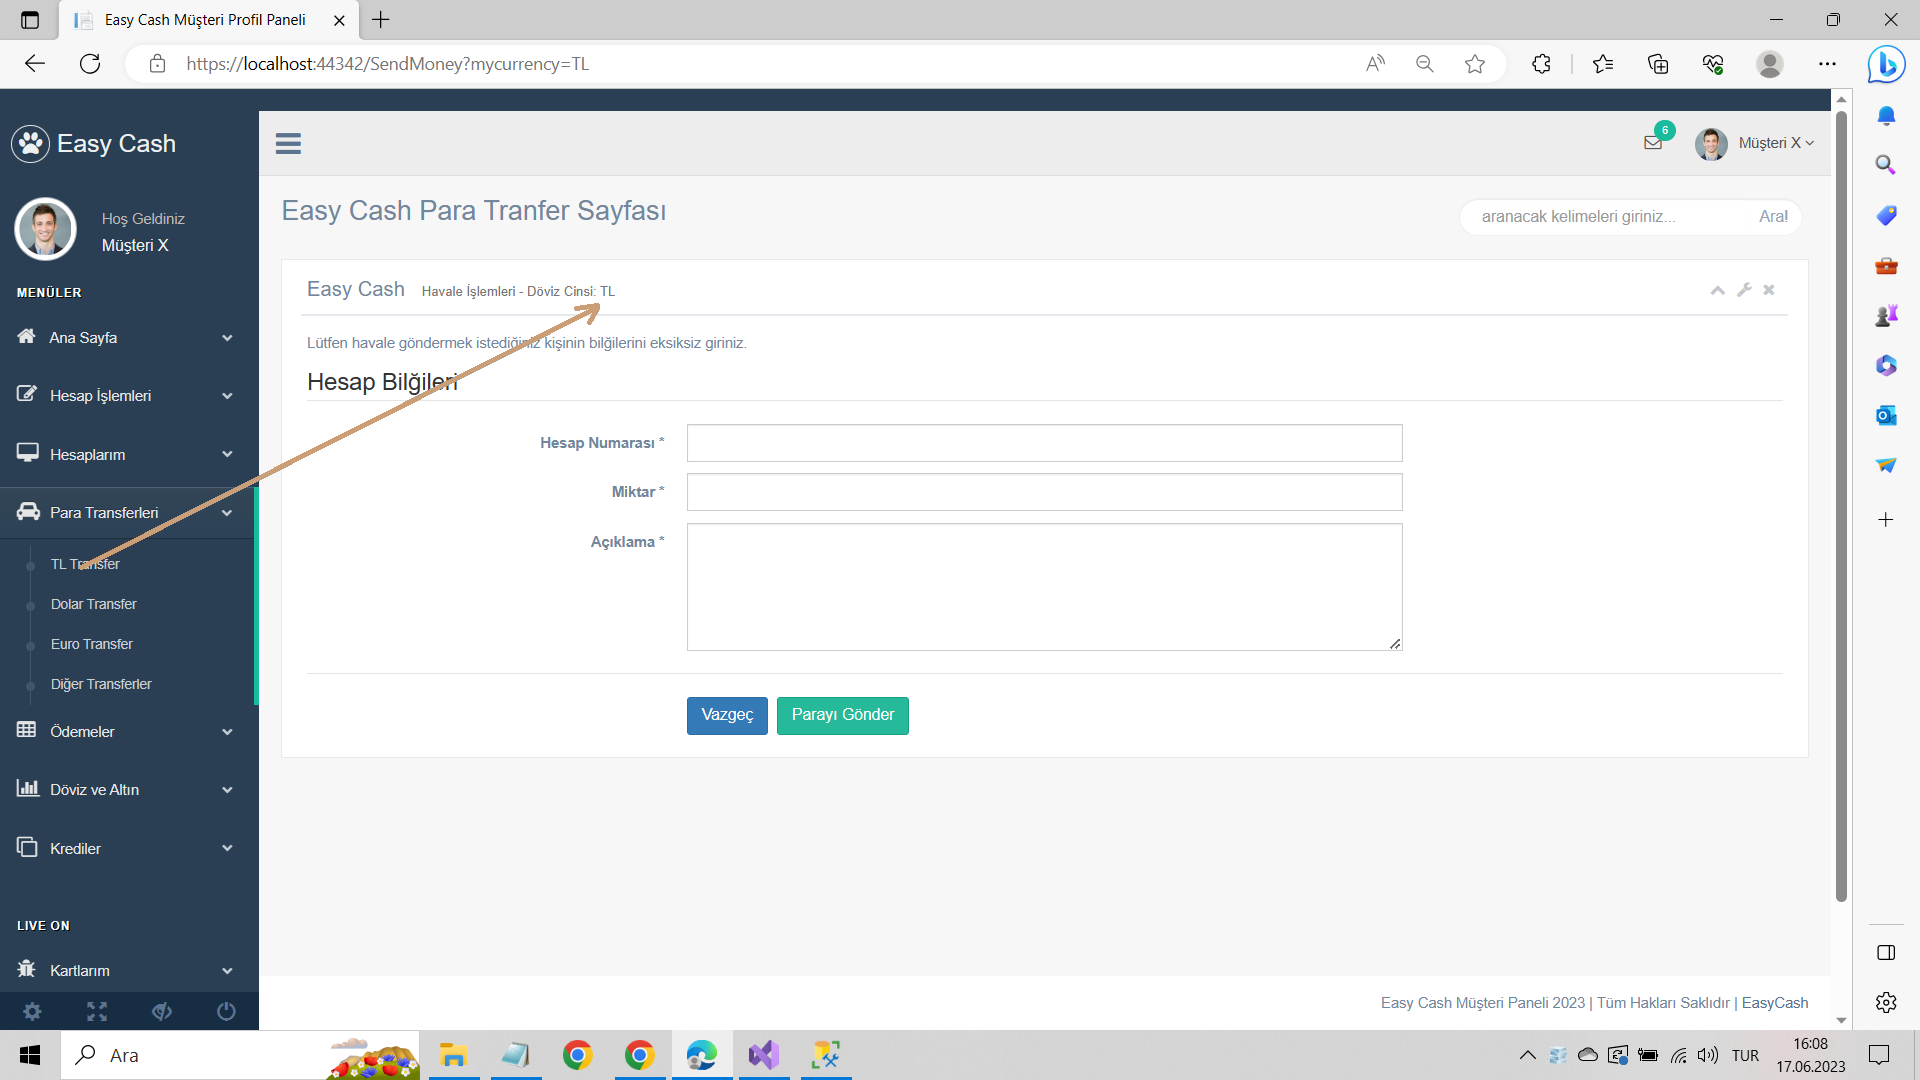 Easy Cash Müşteri Profil Paneli
https://localhost:44342/SendMoney?mycurrency=TL
Easy Cash
Hoş Geldiniz
Müşteri X
MENÜLER
Ana Sayfa
Hesap İşlemleri
Hesaplarım
Para Transferleri
TL Transfer
Dolar Transfer
Euro Transfer
Diğer Transferler
Ödemeler
Döviz ve Altın
Krediler
LIVE ON
Kartlarım
6
Müşteri X
Easy Cash Para Tranfer Sayfası
aranacak kelimeleri giriniz...
Ara!
Easy Cash Havale İşlemleri - Döviz Cinsi: TL
Lütfen havale göndermek istediğiniz kişinin bilğilerini eksiksiz giriniz.
Hesap Bilğileri
Hesap Numarası *
Miktar *
Açıklama *
Vazgeç
Parayı Gönder
Easy Cash Müşteri Paneli 2023 | Tüm Hakları Saklıdır | EasyCash
Ara
TUR
16:08
17.06.2023